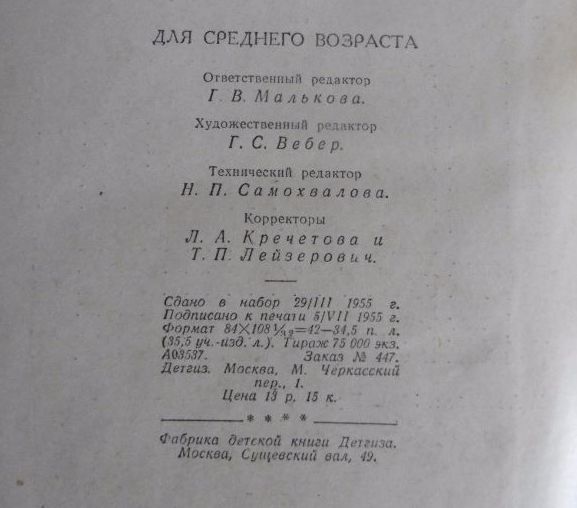 ДЛЯ СРЕДНЕГО ВОЗРАСТА
Ответственный редактор
Г. В. Малькова.
Художественный редактор
Г. С. Вебер.
Технический редактор
Н. П. Самохвалова.
Корректоры
Л. А. Кречетова и
Т. П. Лейзерович.
Сдано в набор 29/III 1955 г.
Подписано к печати 5/VII 1955 г.
Формат 84×108 1/32=42—34,5 п. л.
(35,5 уч.-изд. л.). Тираж 75 000 экз.
А03537. Заказ № 447.
Детгиз. Москва, М. Черкасский
пер., 1.
Цена 13 р. 15 к.
* * * *
Фабрика детской книги Детгиза.
Москва, Сущевский вал, 49.